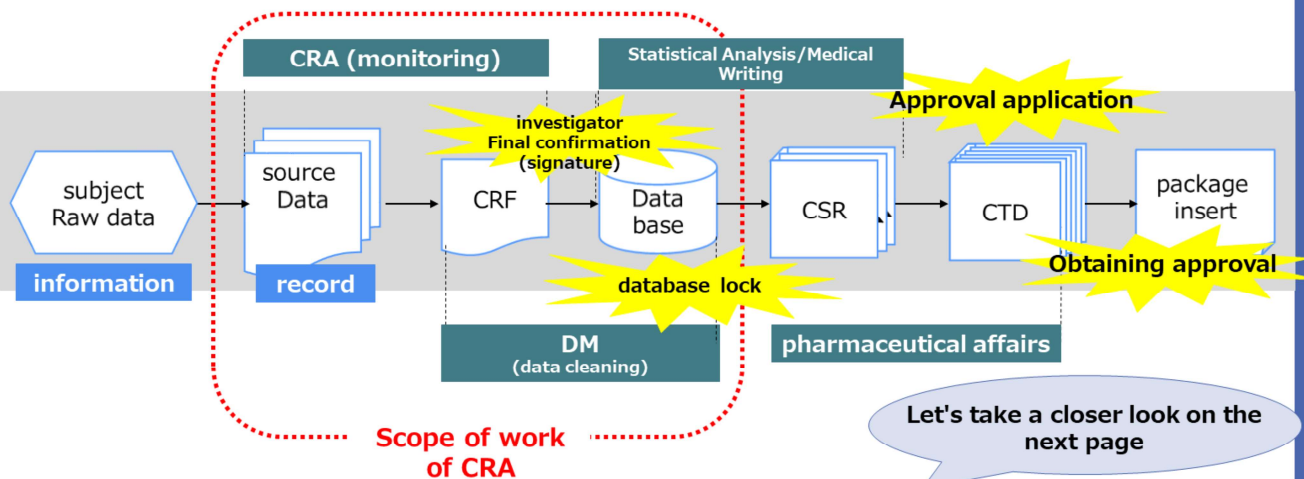 CRA (monitoring)
Statistical Analysis/Medical
Writing
Approval application
investigator
Final confirmation
(signature)
subject
Raw data
source
Data
CRF
Data
base
CSR
CTD
package
insert
information
record
database lock
Obtaining approval
DM
(data cleaning)
pharmaceutical affairs
Scope of work
of CRA
Let's take a closer look on the
next page